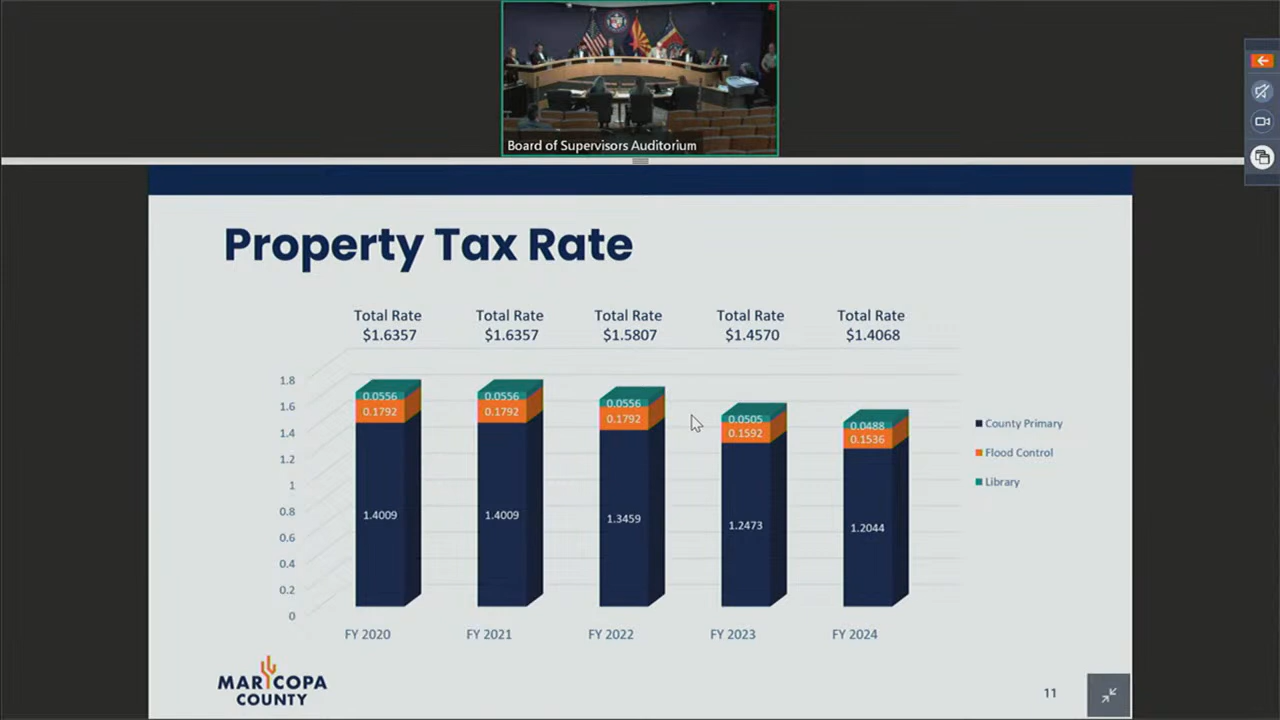 Board of Supervisors Auditorium
Property Tax Rate
Total Rate Total Rate Total Rate Total Rate Total Rate
$1.6357 $1.6357 $1.5807 $1.4570 $1.4068
1.8
1.6
1.4
1.2
1
0.8
0.6
0.4
0.2
0
0.0556 0.0556 0.0556 0.0505 0.0488
0.1792 0.1792 0.1792 0.1592 0.1536
1.4009 1.4009 1.3459 1.2473 1.2044
FY 2020 FY 2021 FY 2022 FY 2023 FY 2024
County Primary
Flood Control
Library
MARICOPA
COUNTY
11